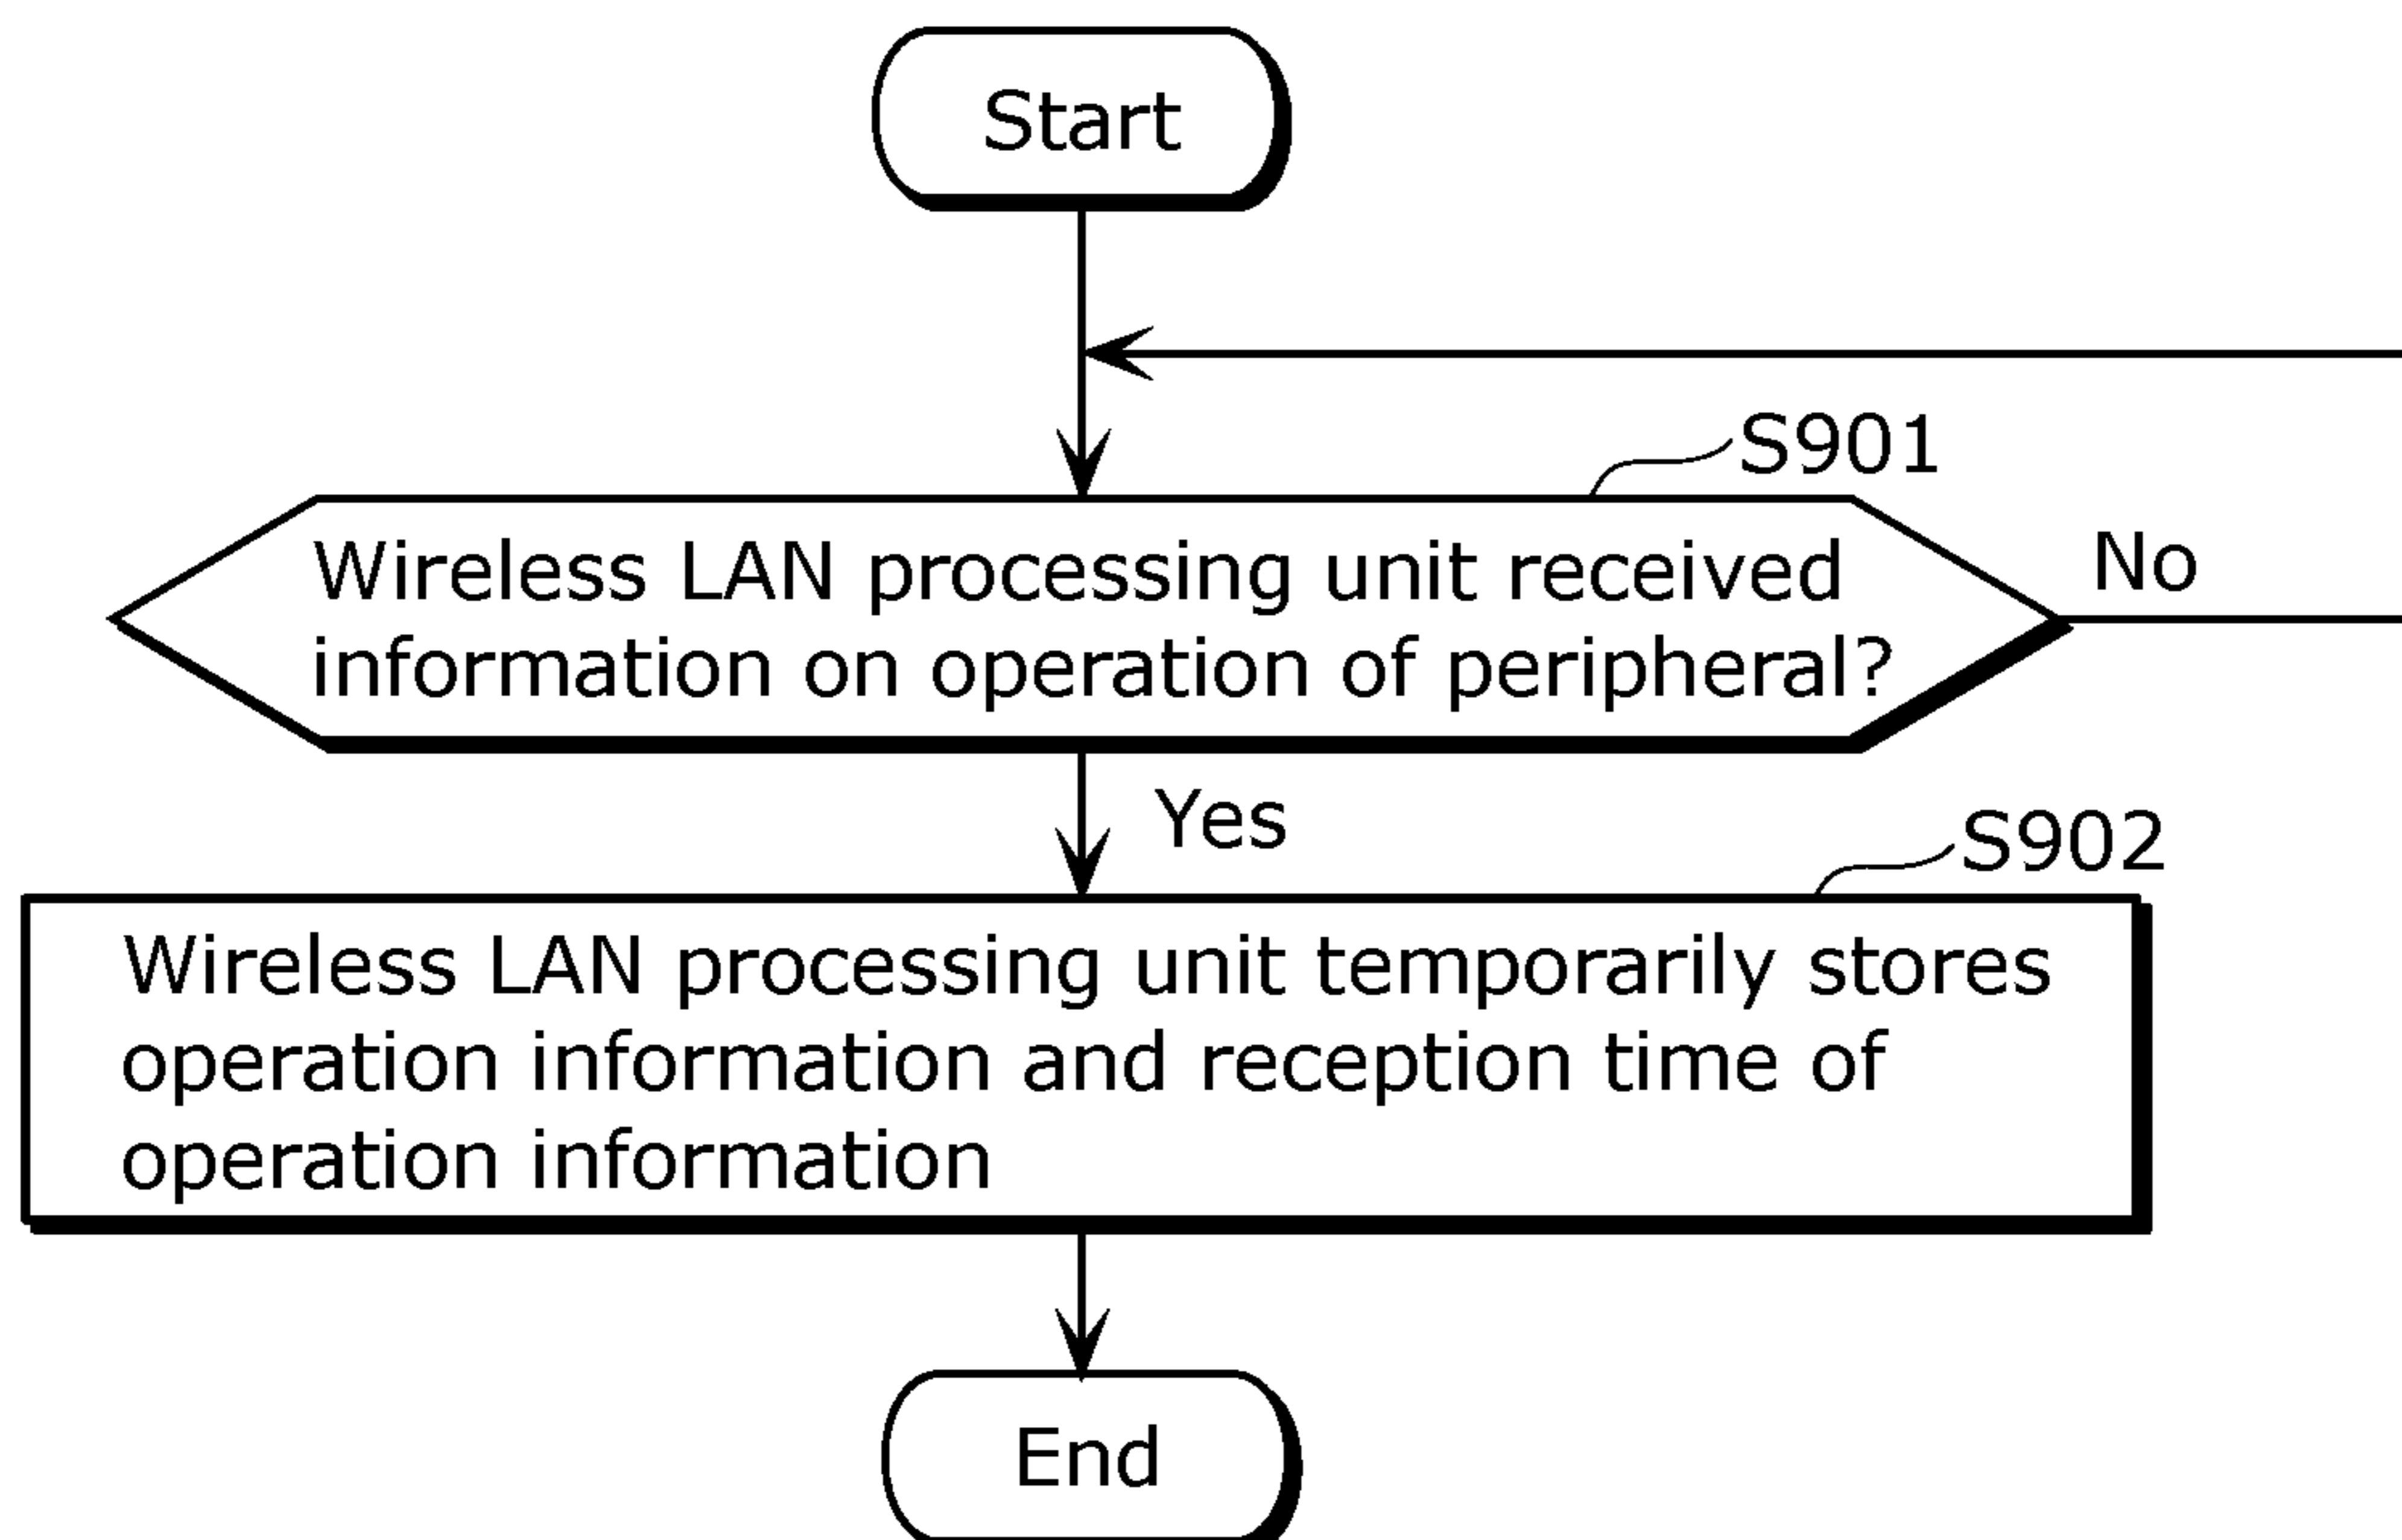 Start
S901
Wireless LAN processing unit received
information on operation of peripheral?
No
Yes
S902
Wireless LAN processing unit temporarily stores
operation information and reception time of
operation information
End